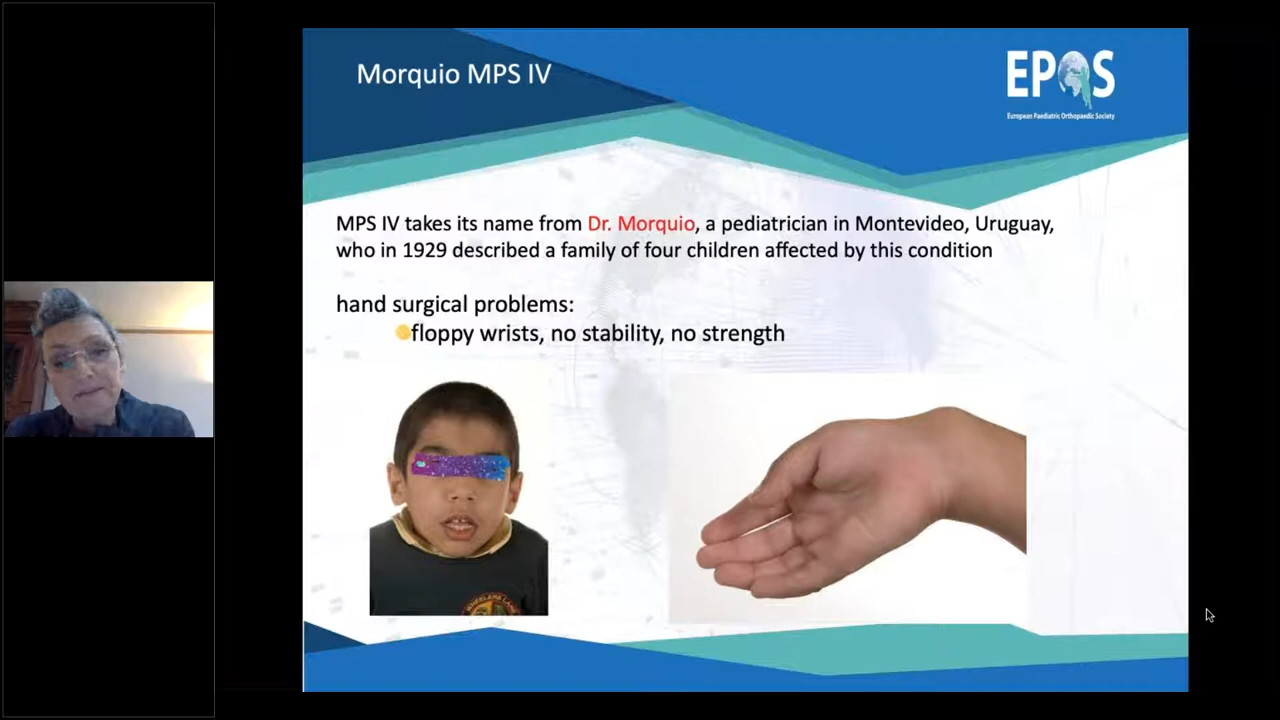 Morquio MPS IV
EPOS
European Paediatric Orthopaedic Society
MPS IV takes its name from Dr. Morquio, a pediatrician in Montevideo, Uruguay,
who in 1929 described a family of four children affected by this condition
hand surgical problems:
floppy wrists, no stability, no strength